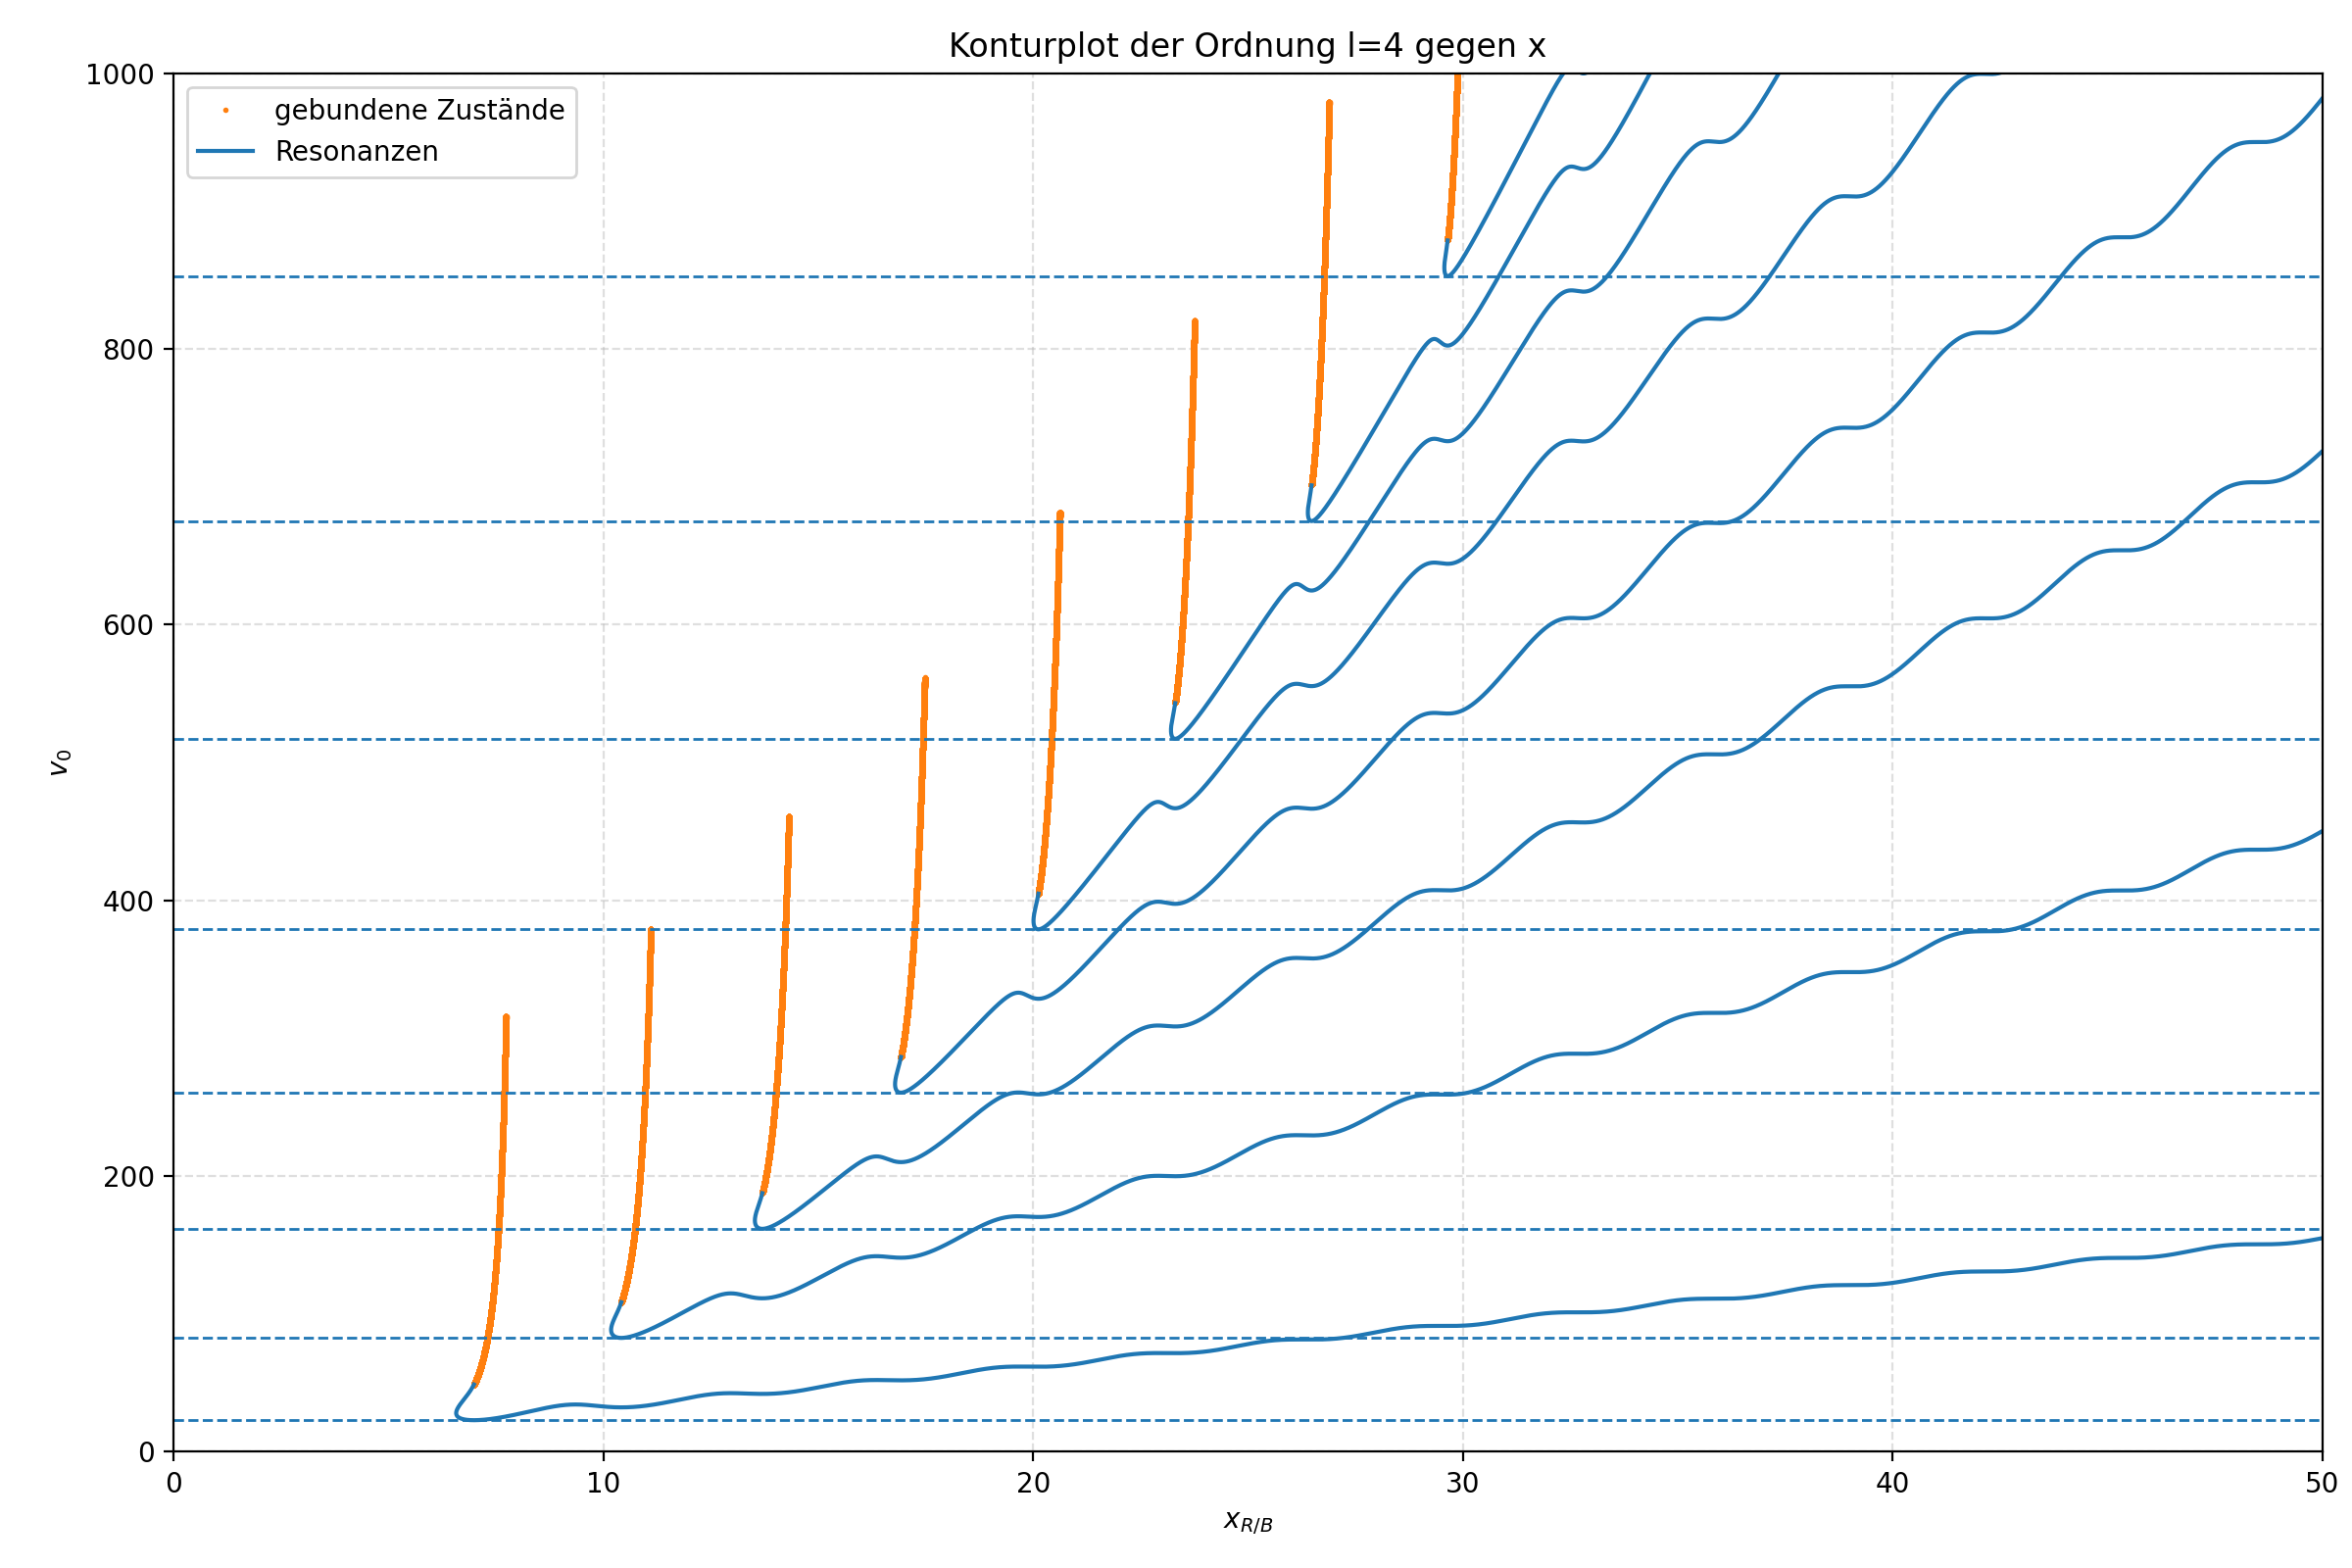 Konturplot der Ordnung l=4 gegen x
gebundene Zustände
Resonanzen
1000
800
600
400
200
0
v₀
0 10 20 30 40 50
x_{R/B}